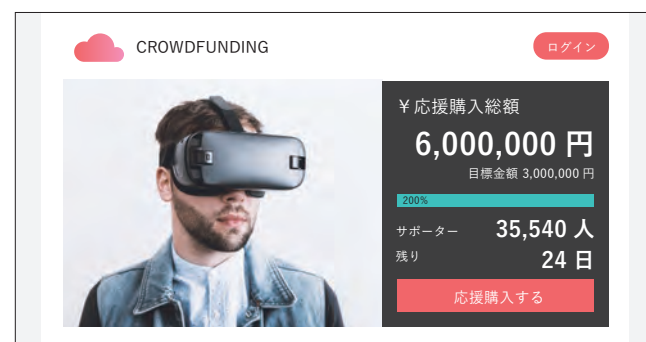 CROWDFUNDING
ログイン
¥応援購入総額
6,000,000 円
目標金額 3,000,000 円
200%
サポーター 35,540 人
残り 24 日
応援購入する